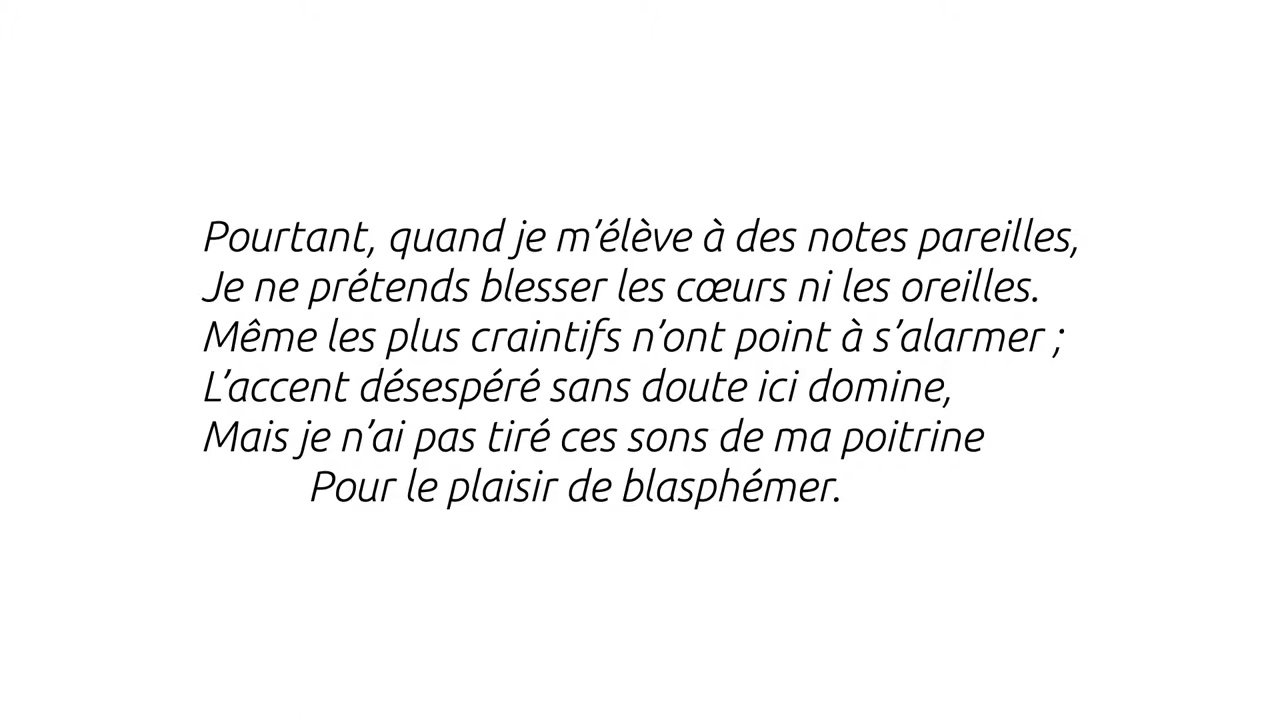 Pourtant, quand je m’élève à des notes pareilles,
Je ne prétends blesser les cœurs ni les oreilles.
Même les plus craintifs n’ont point à s’alarmer ;
L’accent désespéré sans doute ici domine,
Mais je n’ai pas tiré ces sons de ma poitrine
Pour le plaisir de blasphémer.